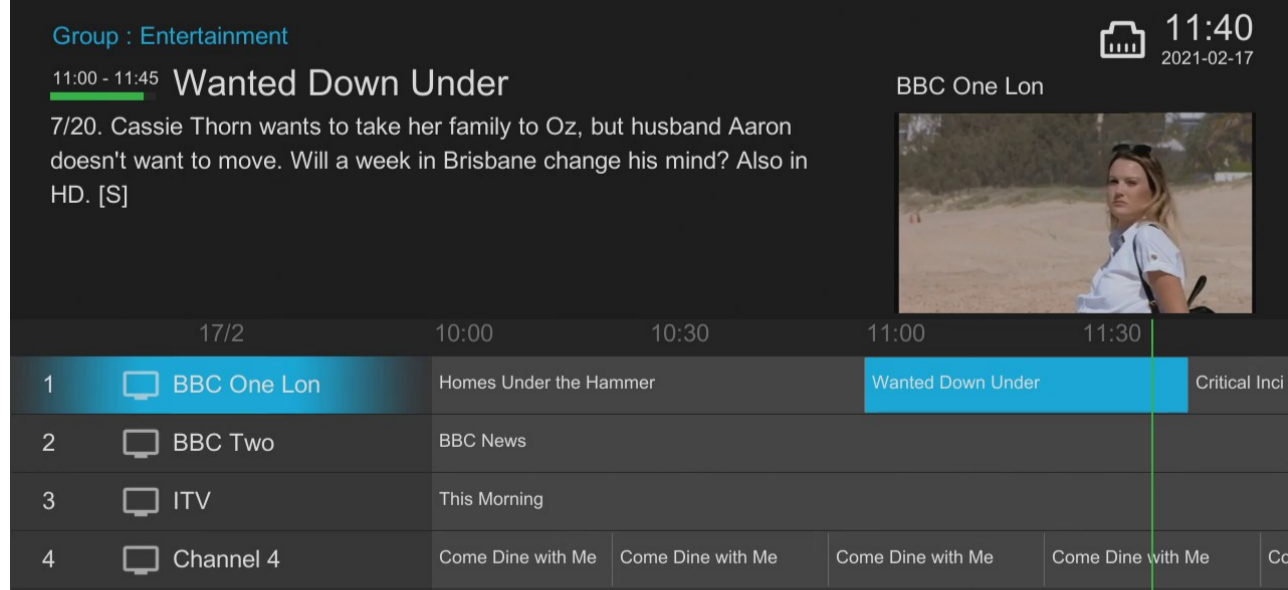 Group : Entertainment
11:40
2021-02-17
11:00 - 11:45 Wanted Down Under
BBC One Lon
7/20. Cassie Thorn wants to take her family to Oz, but husband Aaron
doesn't want to move. Will a week in Brisbane change his mind? Also in
HD. [S]
17/2 10:00 10:30 11:00 11:30
1 BBC One Lon Homes Under the Hammer Wanted Down Under Critical Inci
2 BBC Two BBC News
3 ITV This Morning
4 Channel 4 Come Dine with Me Come Dine with Me Come Dine with Me Come Dine with Me Co